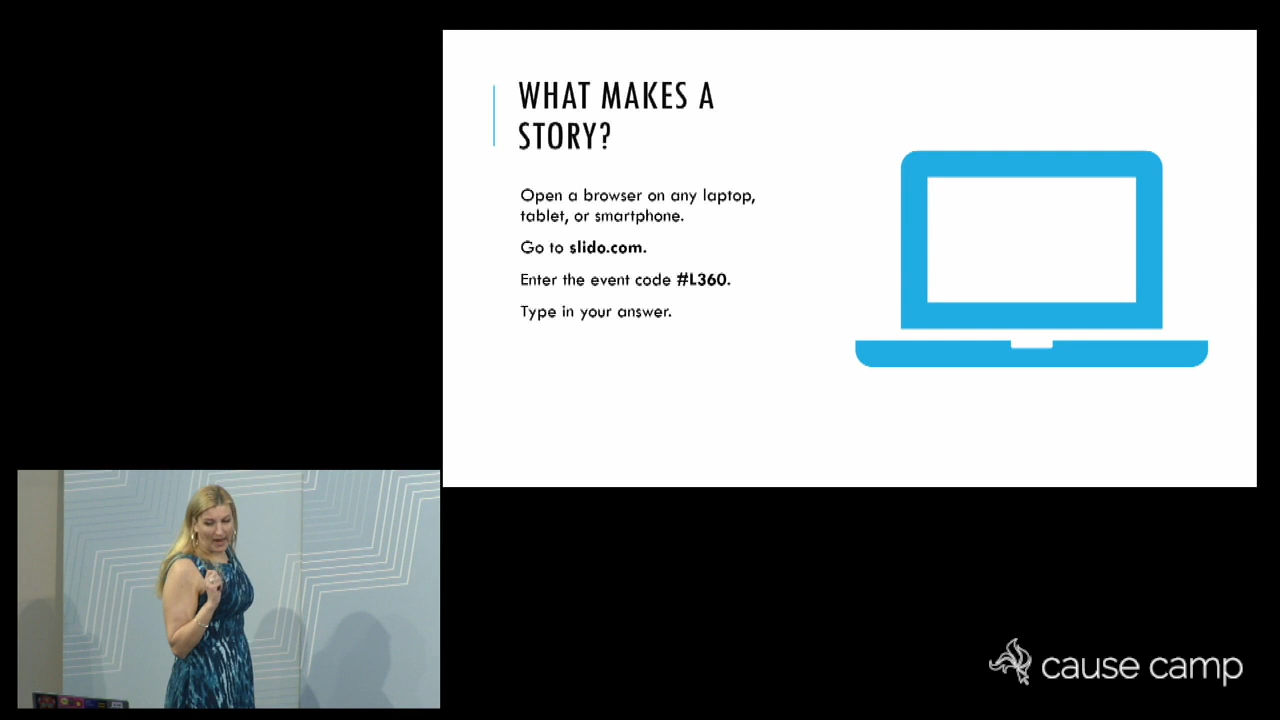 WHAT MAKES A
STORY?
Open a browser on any laptop,
tablet, or smartphone.
Go to slido.com.
Enter the event code #L360.
Type in your answer.
cause camp